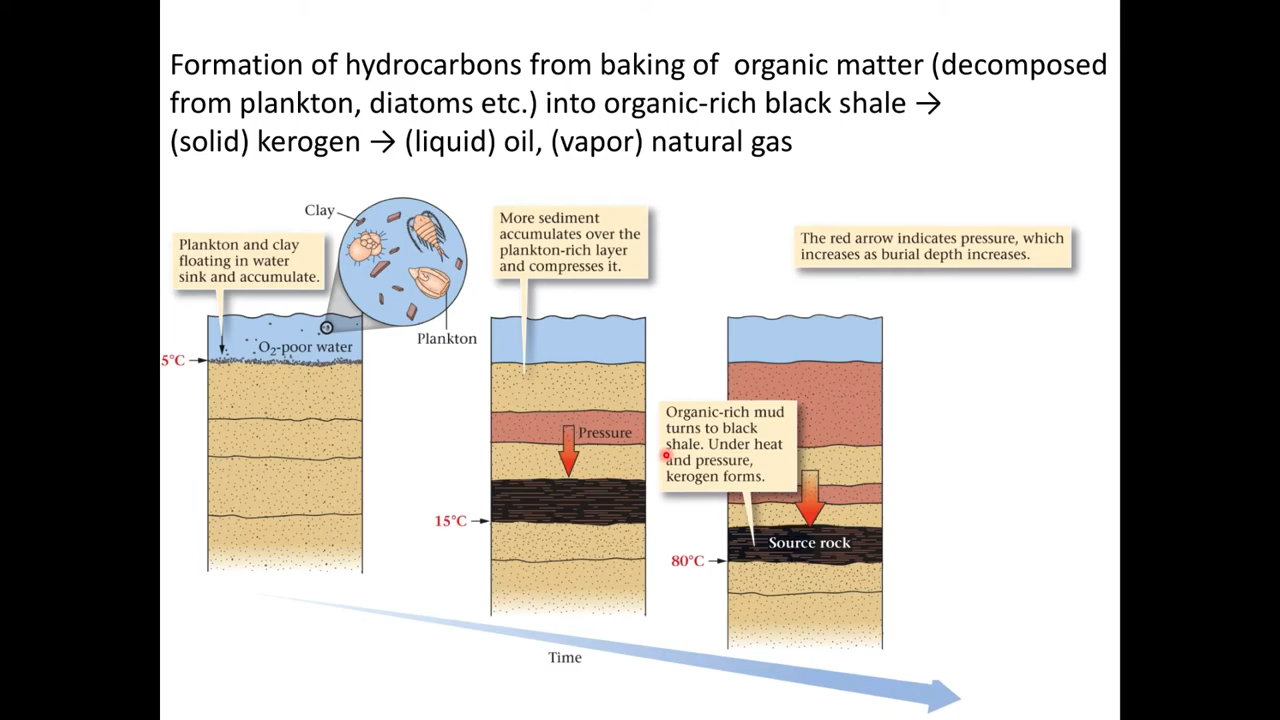 Formation of hydrocarbons from baking of organic matter (decomposed
from plankton, diatoms etc.) into organic-rich black shale →
(solid) kerogen → (liquid) oil, (vapor) natural gas
Clay
Plankton and clay
floating in water
sink and accumulate.
Plankton
O₂-poor water
5°C
More sediment
accumulates over the
plankton-rich layer
and compresses it.
Pressure
15°C
The red arrow indicates pressure, which
increases as burial depth increases.
Organic-rich mud
turns to black
shale. Under heat
and pressure,
kerogen forms.
Source rock
80°C
Time